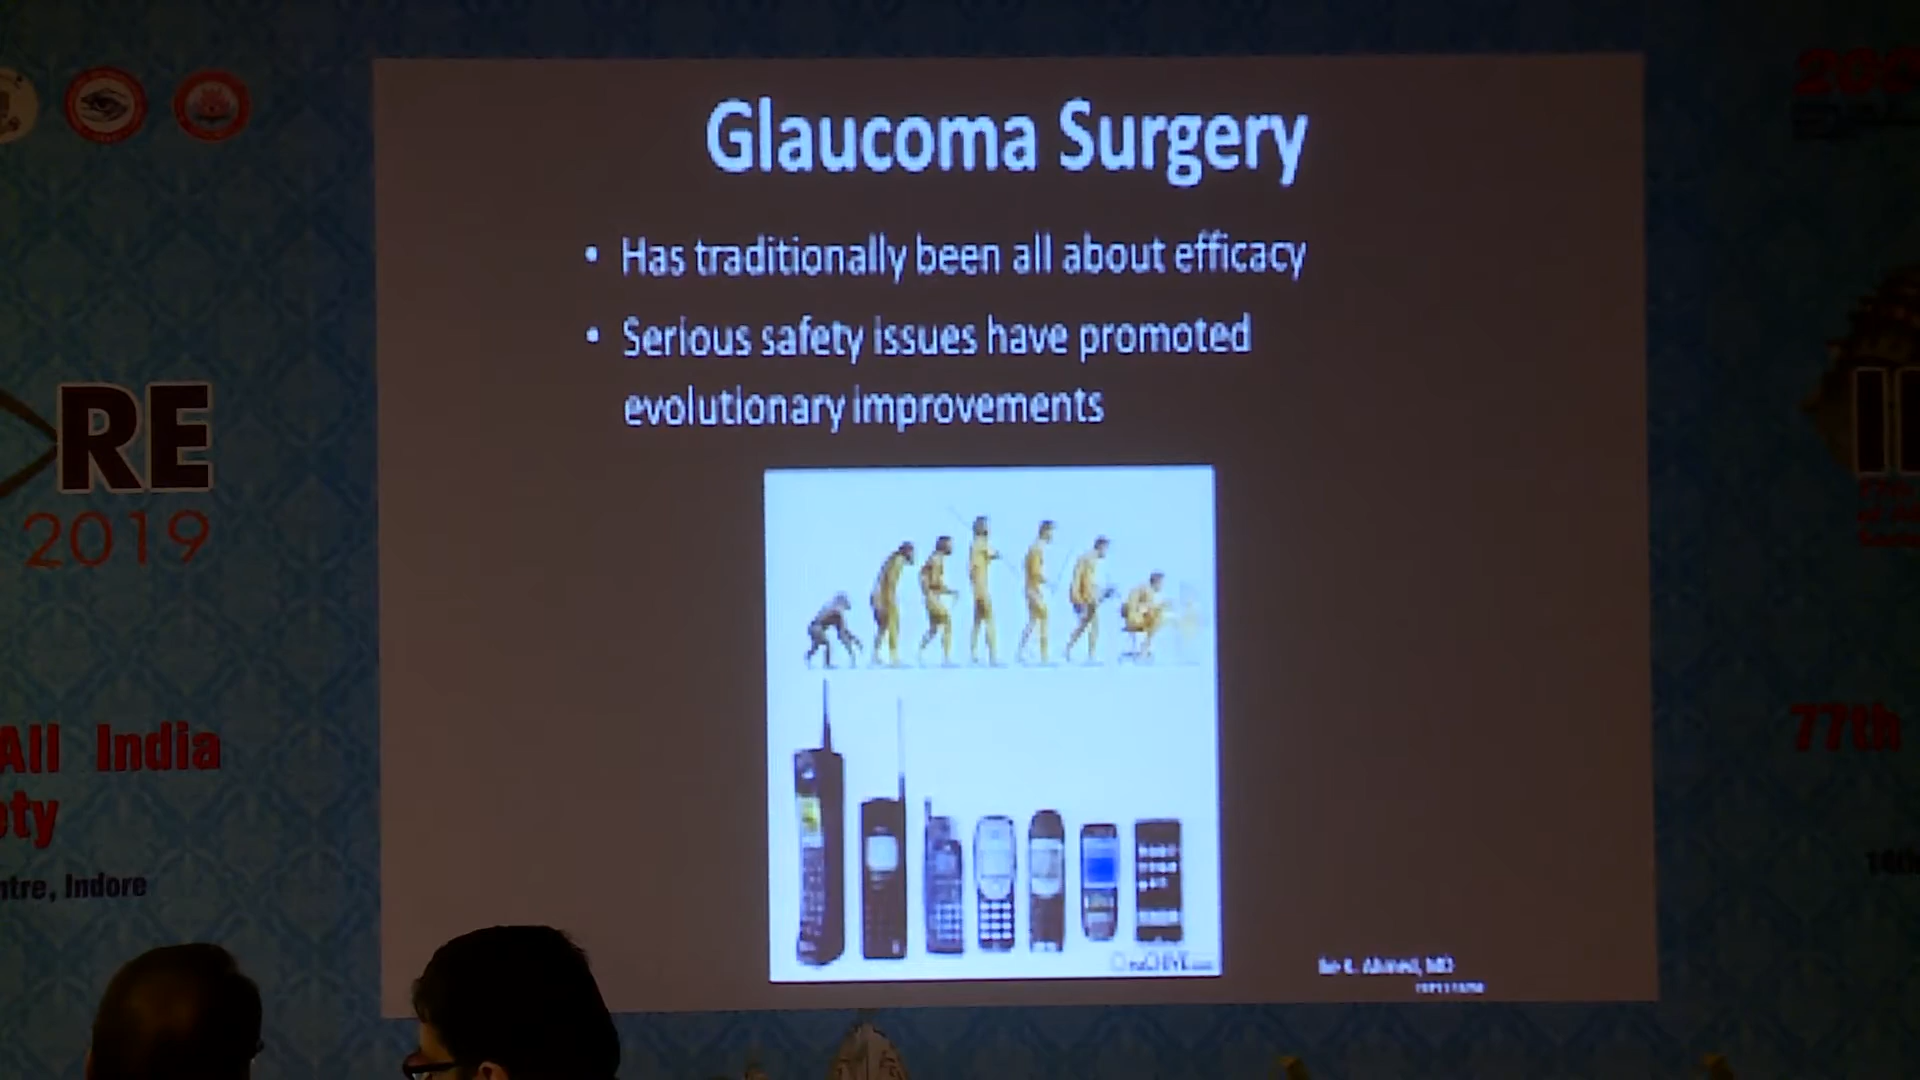 Glaucoma Surgery
• Has traditionally been all about efficacy
• Serious safety issues have promoted
evolutionary improvements
RE
2019
All India
ety
ntre, Indore
77th